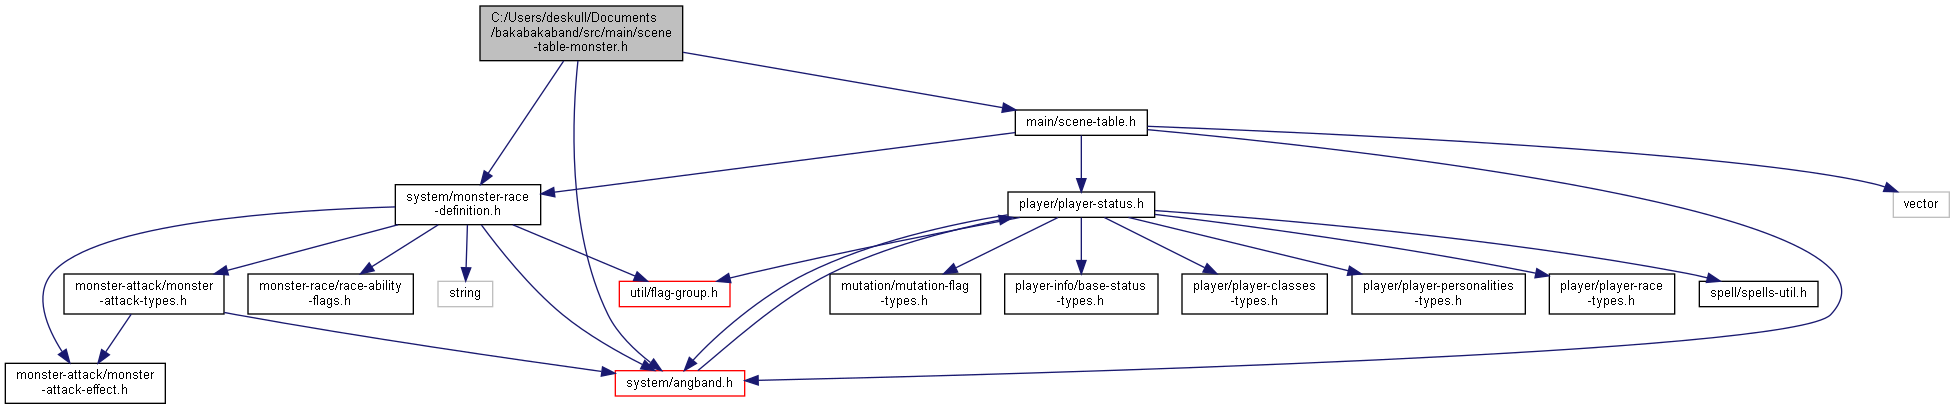 C:/Users/deskull/Documents
/bakabakaband/src/main/scene
-table-monster.h
main/scene-table.h
system/monster-race
-definition.h
player/player-status.h
vector
monster-attack/monster
-attack-types.h
monster-race/race-ability
-flags.h
string
util/flag-group.h
mutation/mutation-flag
-types.h
player-info/base-status
-types.h
player/player-classes
-types.h
player/player-personalities
-types.h
player/player-race
-types.h
spell/spells-util.h
monster-attack/monster
-attack-effect.h
system/angband.h